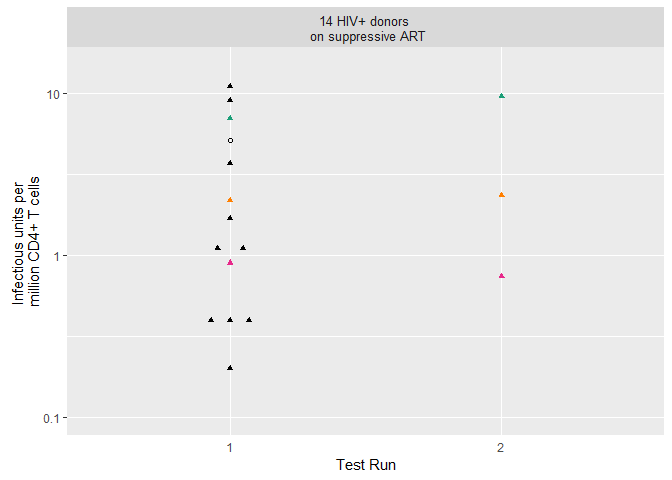 14 HIV+ donors
on suppressive ART
Infectious units per
million CD4+ T cells
10
1
0.1
1
2
Test Run